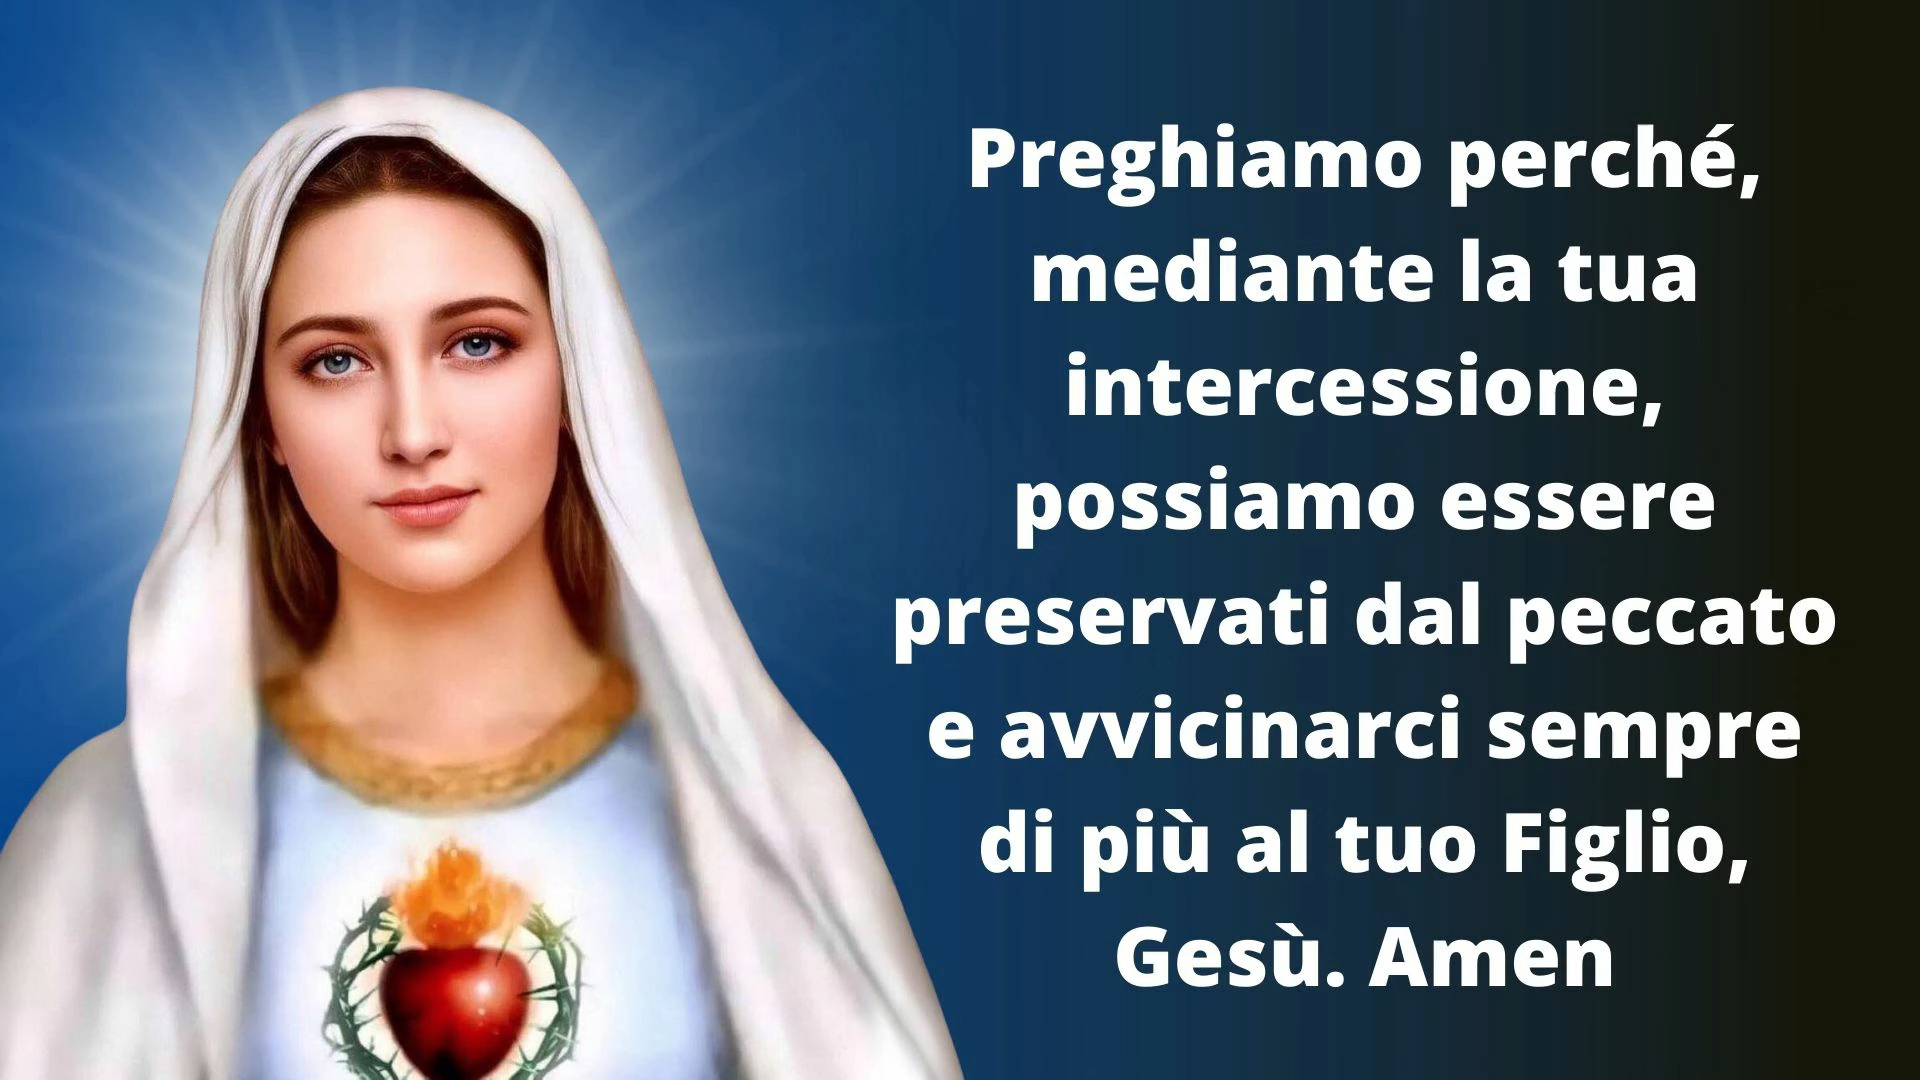 Preghiamo perché,
mediante la tua
intercessione,
possiamo essere
preservati dal peccato
e avvicinarci sempre
di più al tuo Figlio,
Gesù. Amen